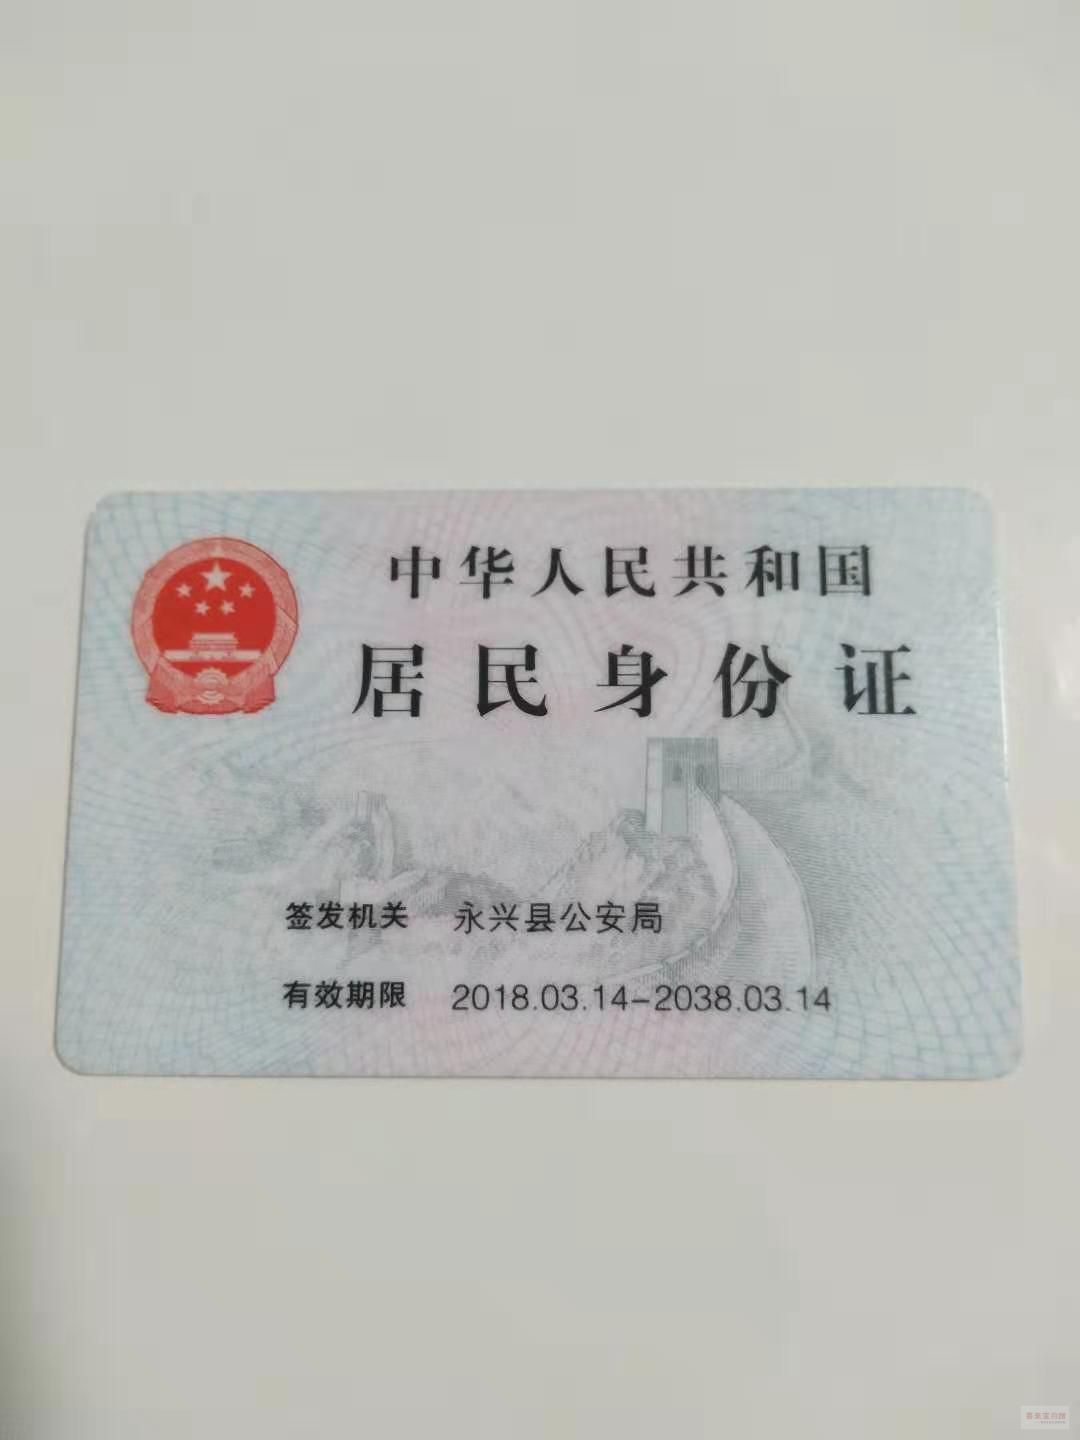 中华人民共和国
居民身份证
签发机关 永兴县公安局
有效期限 2018.03.14-2038.03.14